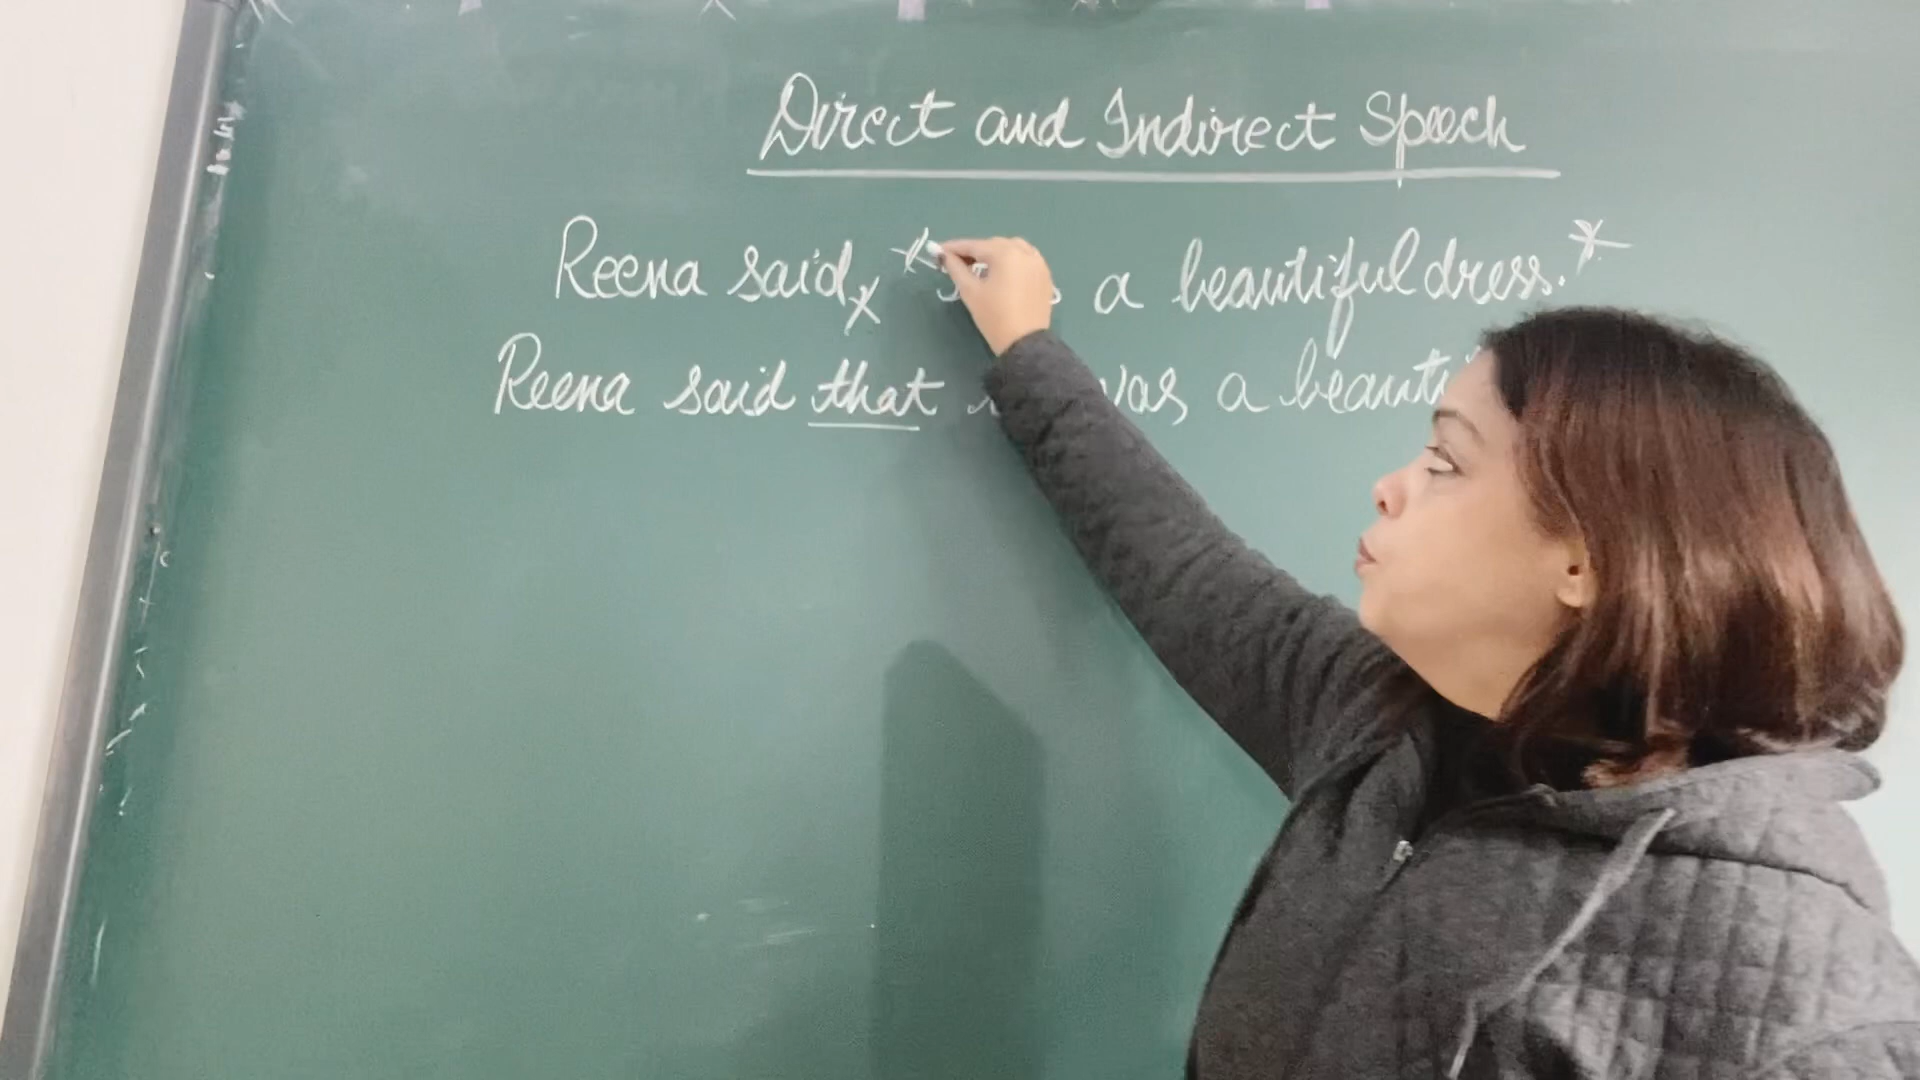 Direct and Indirect Speech
Reena said, a beautiful dress."
Reena said that was a